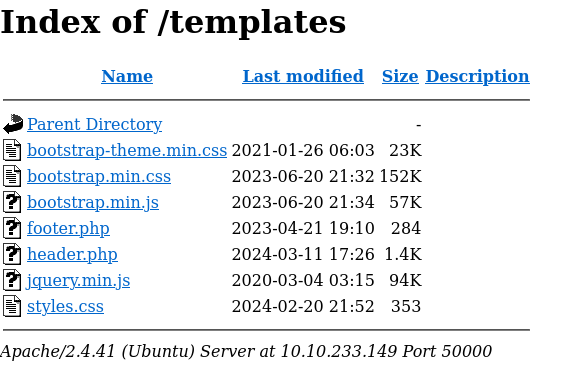 Index of /templates
Name Last modified Size Description
Parent Directory -
bootstrap-theme.min.css 2021-01-26 06:03 23K
bootstrap.min.css 2023-06-20 21:32 152K
bootstrap.min.js 2023-06-20 21:34 57K
footer.php 2023-04-21 19:10 284
header.php 2024-03-11 17:26 1.4K
jquery.min.js 2020-03-04 03:15 94K
styles.css 2024-02-20 21:52 353
Apache/2.4.41 (Ubuntu) Server at 10.10.233.149 Port 50000